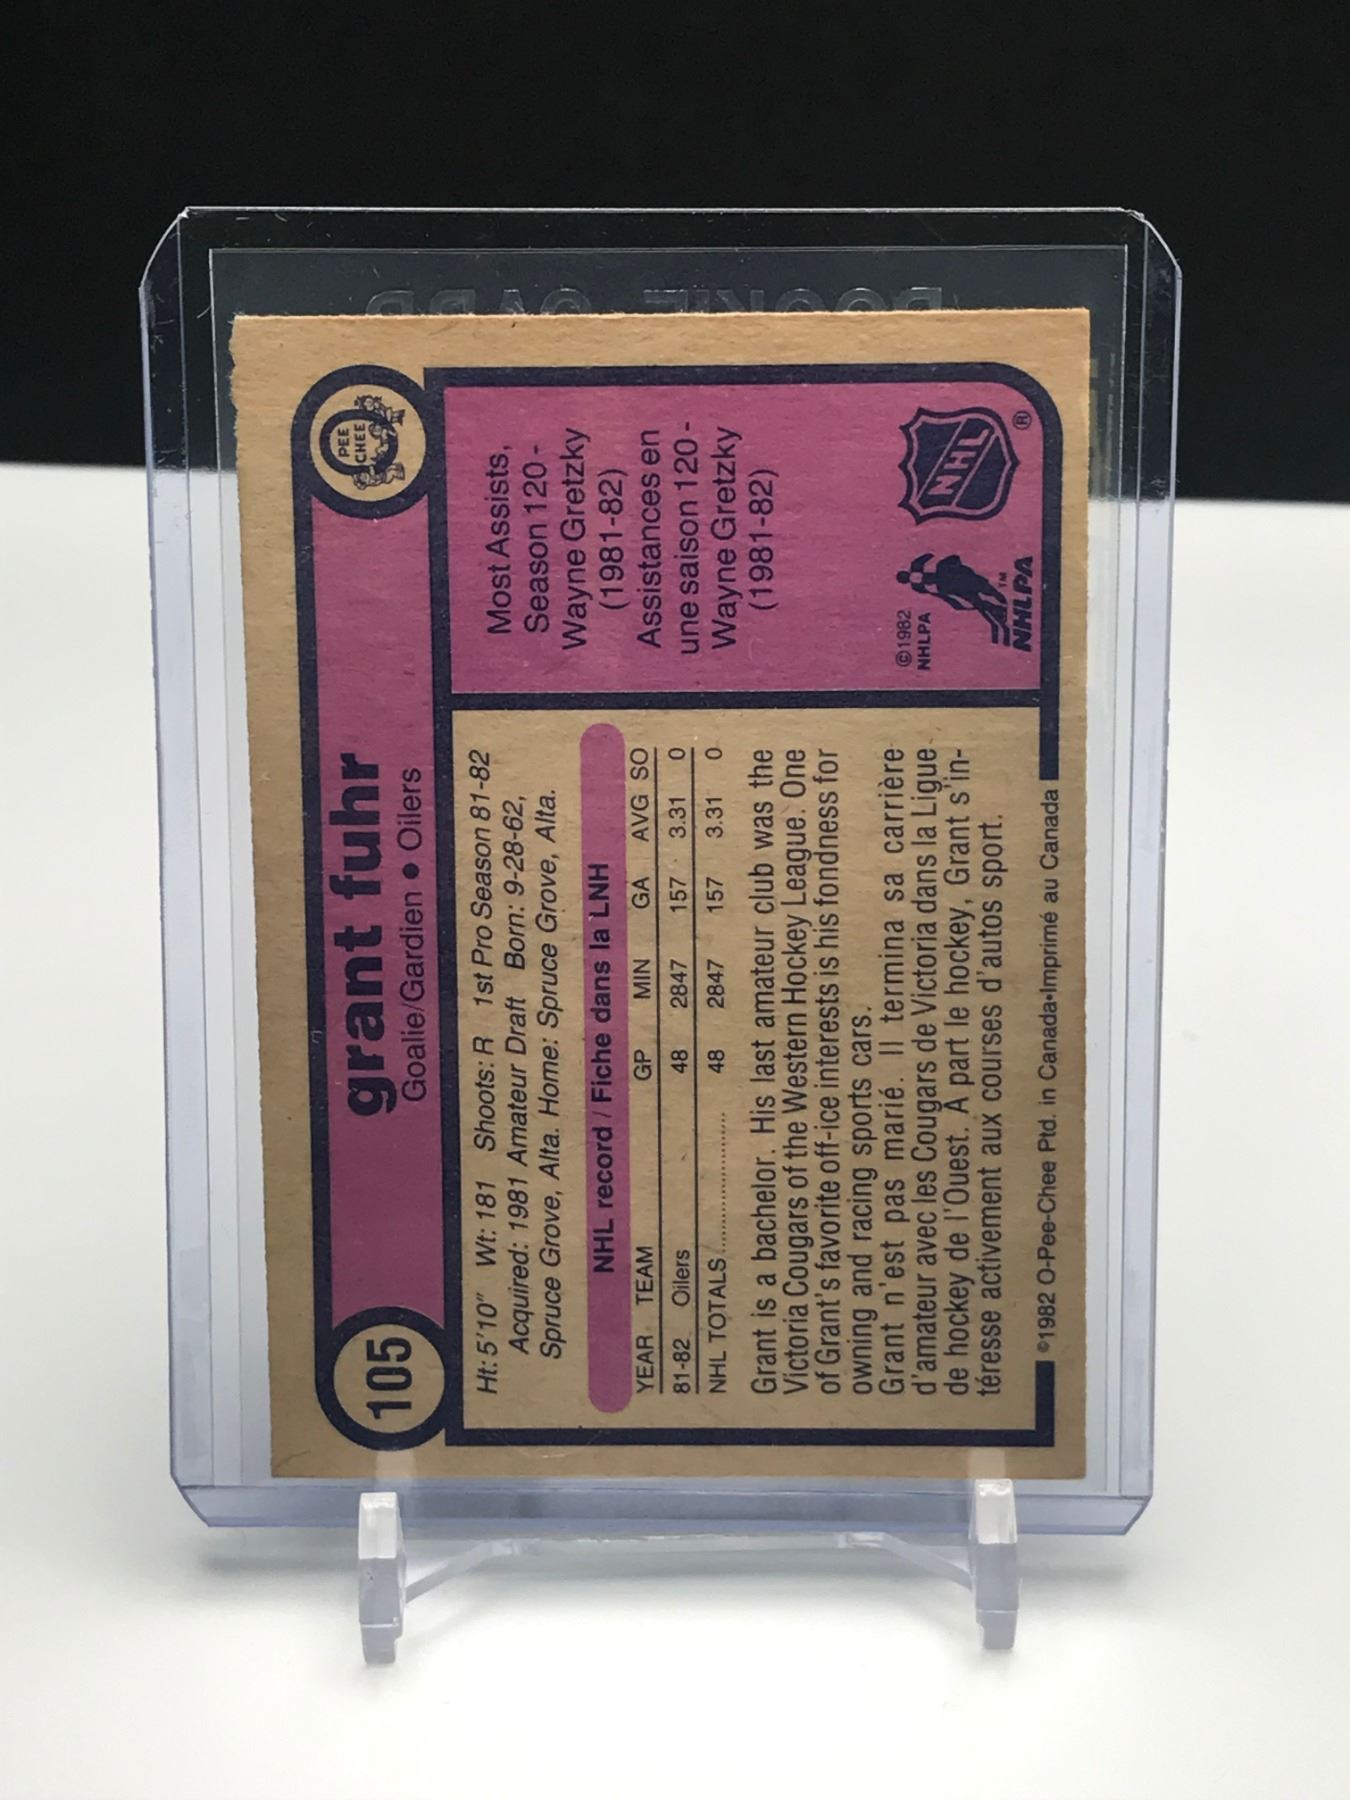 ROOKIE CARD
105
grant fuhr
Goalie/Gardien • Oilers
PEE
CHEE
Ht: 5'10" Wt: 181 Shoots: R 1st Pro Season 81-82
Acquired: 1981 Amateur Draft Born: 9-28-62,
Spruce Grove, Alta. Home: Spruce Grove, Alta.
NHL record / Fiche dans la LNH
YEAR TEAM GP MIN GA AVG SO
81-82 Oilers 48 2847 157 3.31 0
NHL TOTALS.................... 48 2847 157 3.31 0
Grant is a bachelor. His last amateur club was the
Victoria Cougars of the Western Hockey League. One
of Grant's favorite off-ice interests is his fondness for
owning and racing sports cars.
Grant n'est pas marié. Il termina sa carrière
d'amateur avec les Cougars de Victoria dans la Ligue
de hockey de l'Ouest. À part le hockey, Grant s'in-
téresse activement aux courses d'autos sport.
©1982 O-Pee-Chee Ptd. in Canada•Imprimé au Canada
Most Assists,
Season 120-
Wayne Gretzky
(1981-82)
Assistances en
une saison 120-
Wayne Gretzky
(1981-82)
©1982
NHLPA
TM
NHLPA
NHL
®